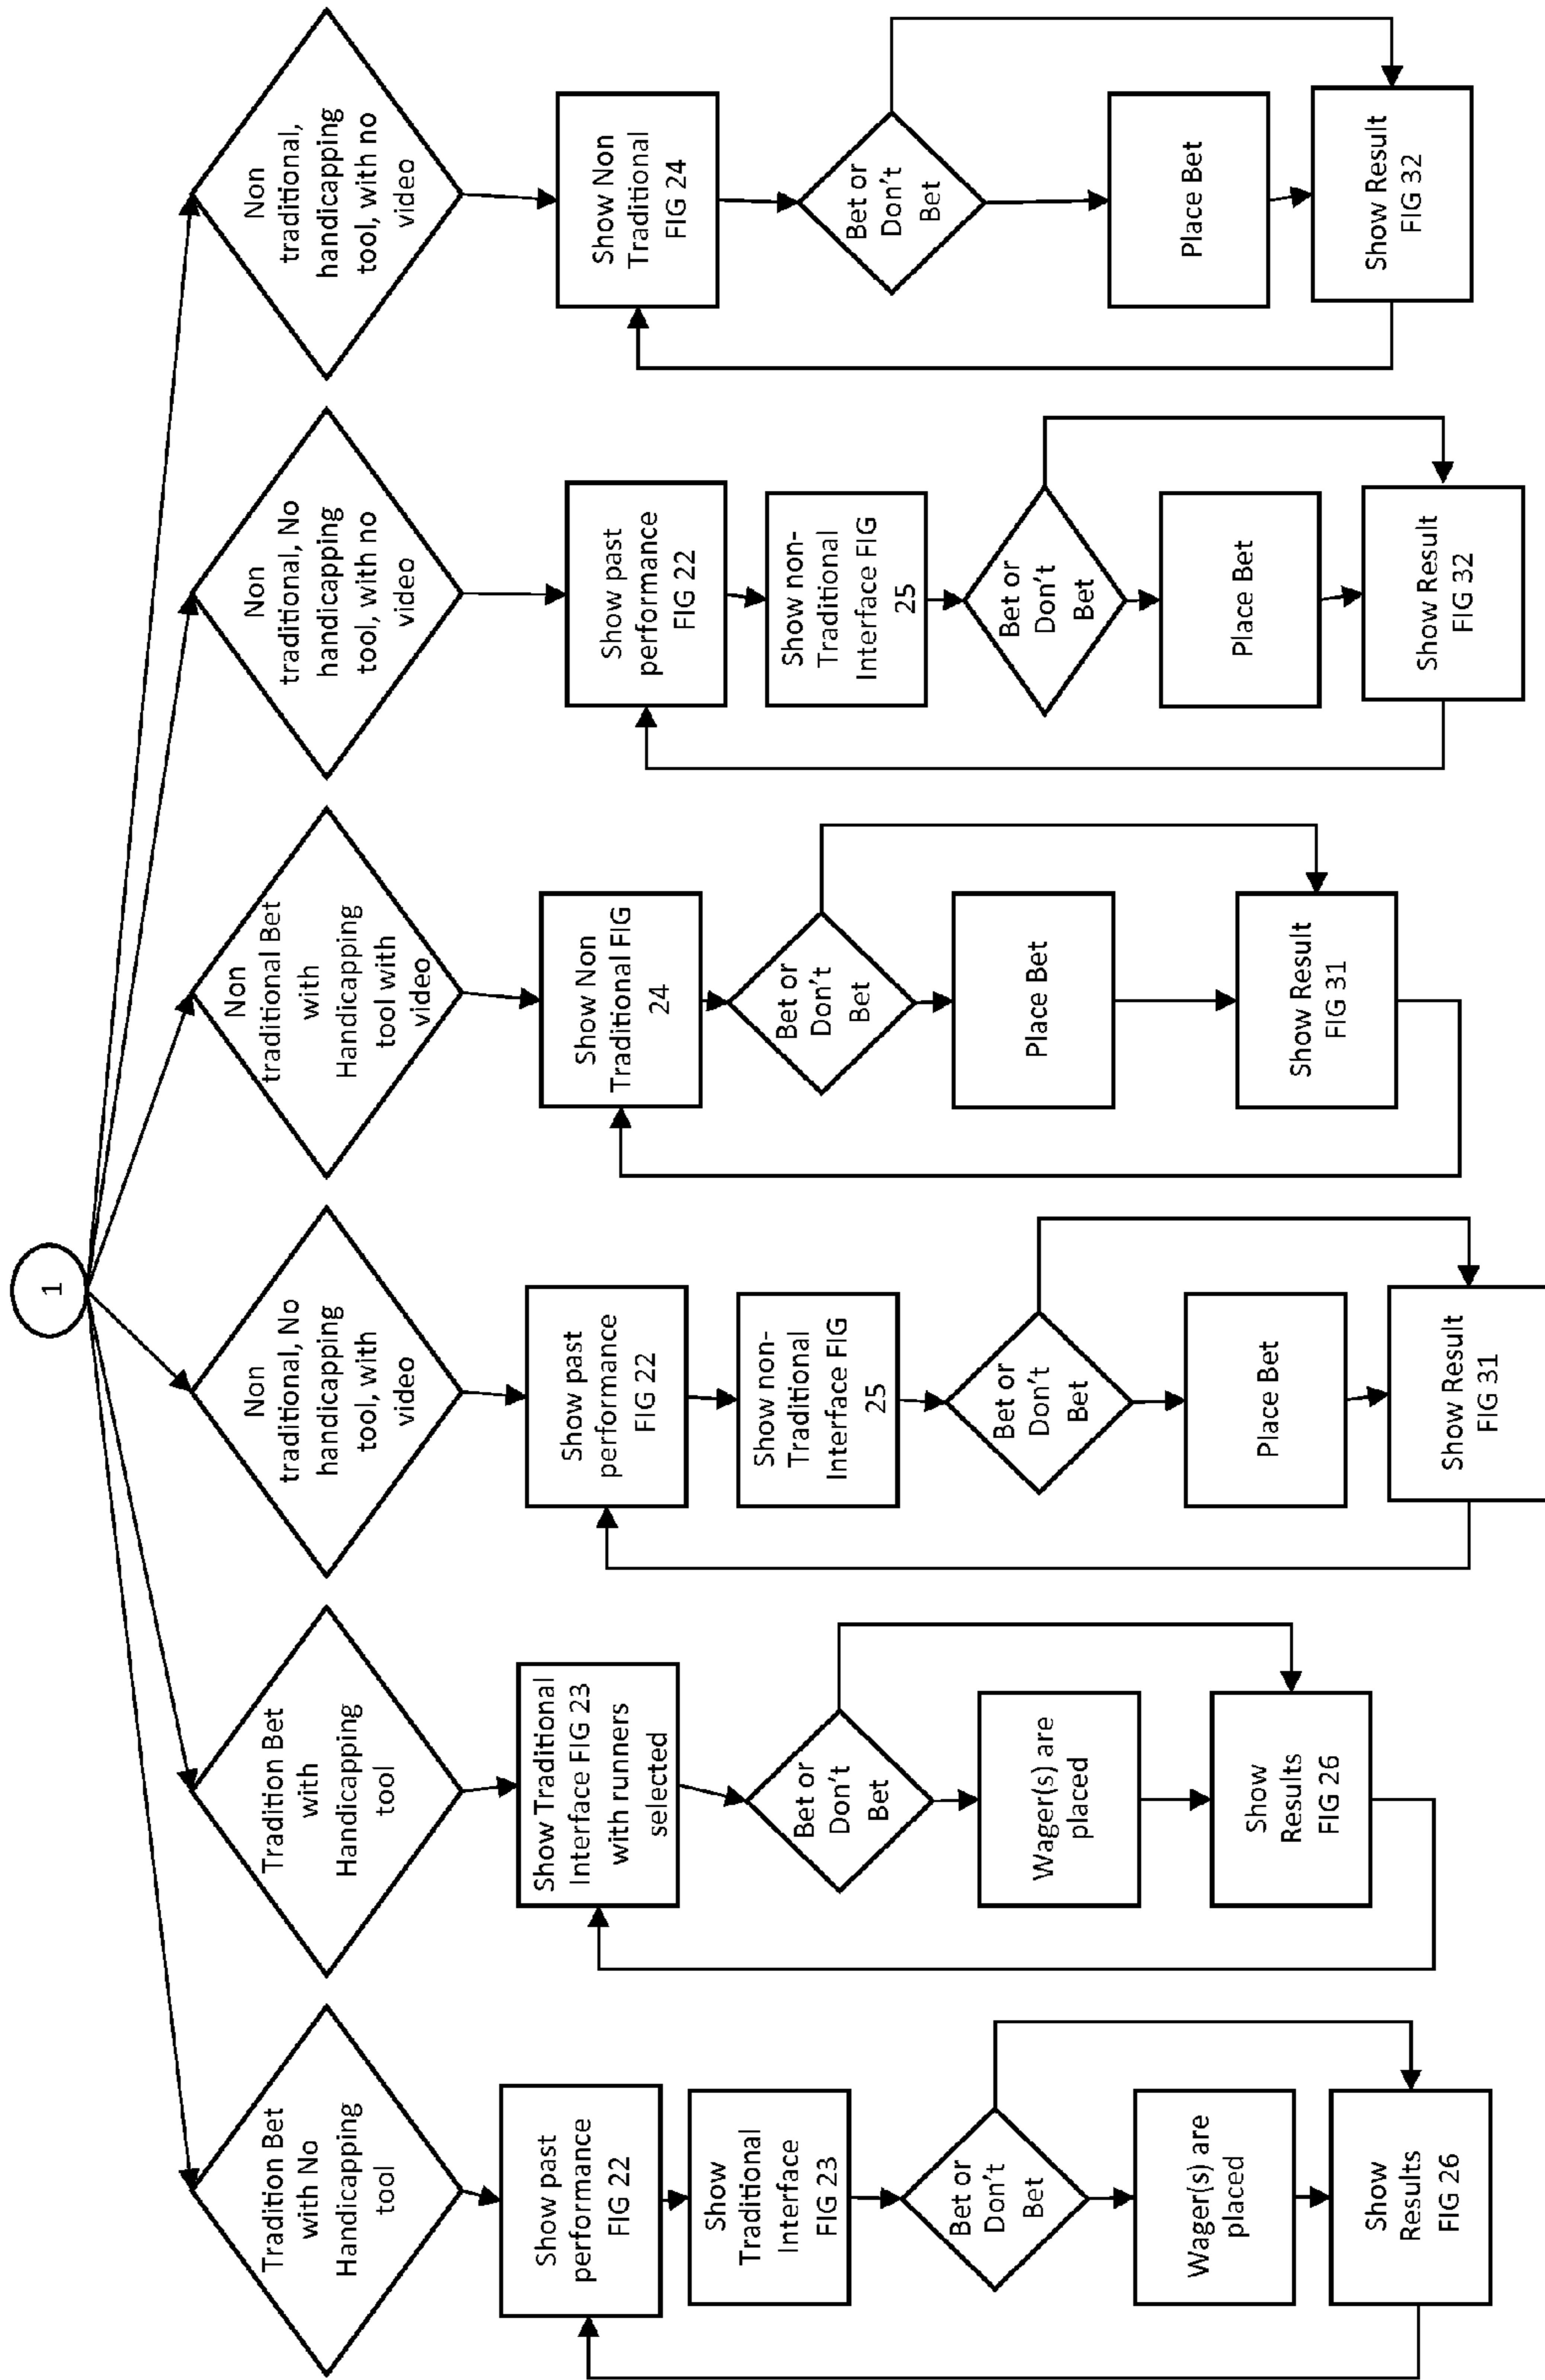 1
Tradition Bet
with No
Handicapping
tool
Show past
performance
FIG 22
Show
Traditional
Interface
FIG 23
Bet or
Don't
Bet
Wager(s) are
placed
Show
Results
FIG 26
Tradition Bet
with
Handicapping
tool
Show Traditional
Interface FIG 23
with runners
selected
Bet or
Don't
Bet
Wager(s) are
placed
Show
Results
FIG 26
Non
traditional, No
handicapping
tool, with
video
Show past
performance
FIG 22
Show non-
Traditional
Interface FIG
25
Bet or
Don't
Bet
Place Bet
Show Result
FIG 31
Non
traditional Bet
with
Handicapping
tool with
video
Show Non
Traditional FIG
24
Bet or
Don't
Bet
Place Bet
Show Result
FIG 31
Non
traditional, No
handicapping
tool, with no
video
Show past
performance
FIG 22
Show non-
Traditional
Interface FIG
25
Bet or
Don't
Bet
Place Bet
Show Result
FIG 32
Non
traditional,
handicapping
tool, with no
video
Show Non
Traditional
FIG 24
Bet or
Don't
Bet
Place Bet
Show Result
FIG 32